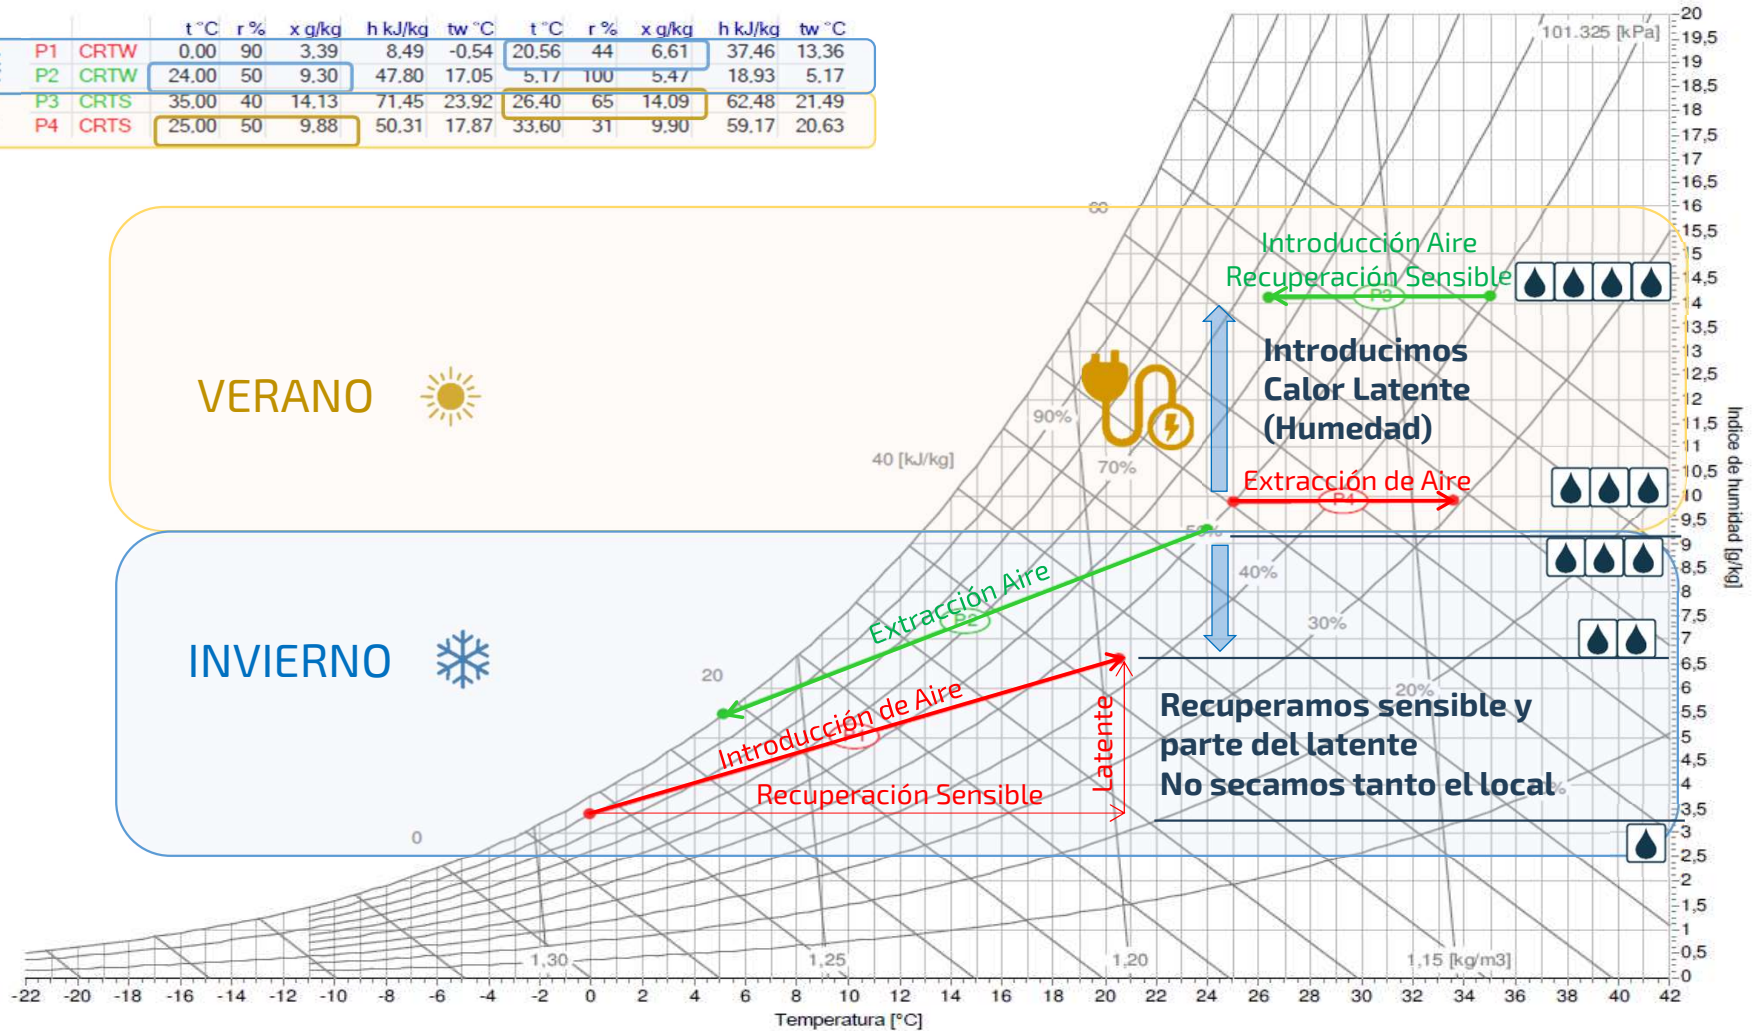 t °C r % x g/kg h kJ/kg tw °C t °C r % x g/kg h kJ/kg tw °C
P1 CRTW 0,00 90 3,39 8,49 -0,54 20,56 44 6,61 37,46 13,36
P2 CRTW 24,00 50 9,30 47,80 17,05 5,17 100 5,47 18,93 5,17
P3 CRTS 35,00 40 14,13 71,45 23,92 26,40 65 14,09 62,48 21,49
P4 CRTS 25,00 50 9,88 50,31 17,87 33,60 31 9,90 59,17 20,63
101.325 [kPa]
60
Introducción Aire
Recuperación Sensible
P3
VERANO
Introducimos
Calor Latente
(Humedad)
90%
40 [kJ/kg]
70%
Extracción de Aire
P4
50%
40%
Extracción Aire
P2
30%
INVIERNO
20
20%
Introducción de Aire
P1
Recuperación Sensible
Latente
Recuperamos sensible y
parte del latente
No secamos tanto el local
0
1,30
1,25
1,20
1,15 [kg/m3]
20
19,5
19
18,5
18
17,5
17
16,5
16
15,5
15
14,5
14
13,5
13
12,5
12
11,5
11
10,5
10
9,5
9
8,5
8
7,5
7
6,5
6
5,5
5
4,5
4
3,5
3
2,5
2
1,5
1
0,5
0
Indice de humidad [g/kg]
-22 -20 -18 -16 -14 -12 -10 -8 -6 -4 -2 0 2 4 6 8 10 12 14 16 18 20 22 24 26 28 30 32 34 36 38 40 42
Temperatura [°C]